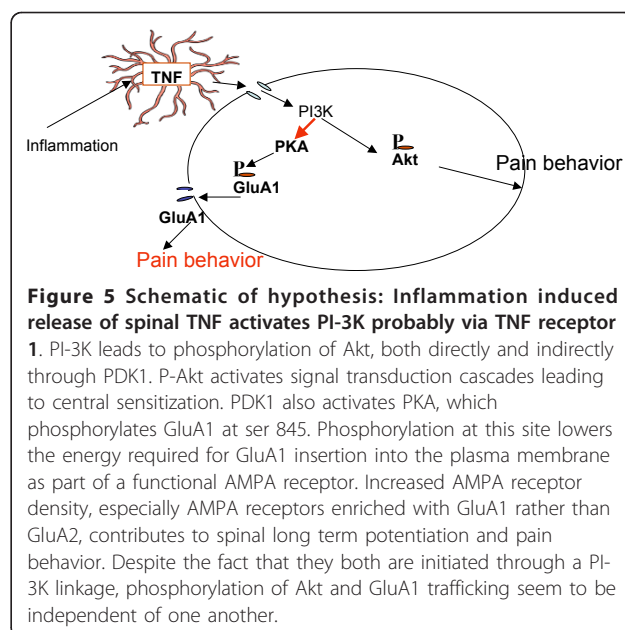 TNF
Inflammation
PI3K
PKA
P
Akt
Pain behavior
P
GluA1
GluA1
Pain behavior
Figure 5 Schematic of hypothesis: Inflammation induced
release of spinal TNF activates PI-3K probably via TNF receptor
1. PI-3K leads to phosphorylation of Akt, both directly and indirectly
through PDK1. P-Akt activates signal transduction cascades leading
to central sensitization. PDK1 also activates PKA, which
phosphorylates GluA1 at ser 845. Phosphorylation at this site lowers
the energy required for GluA1 insertion into the plasma membrane
as part of a functional AMPA receptor. Increased AMPA receptor
density, especially AMPA receptors enriched with GluA1 rather than
GluA2, contributes to spinal long term potentiation and pain
behavior. Despite the fact that they both are initiated through a PI-
3K linkage, phosphorylation of Akt and GluA1 trafficking seem to be
independent of one another.